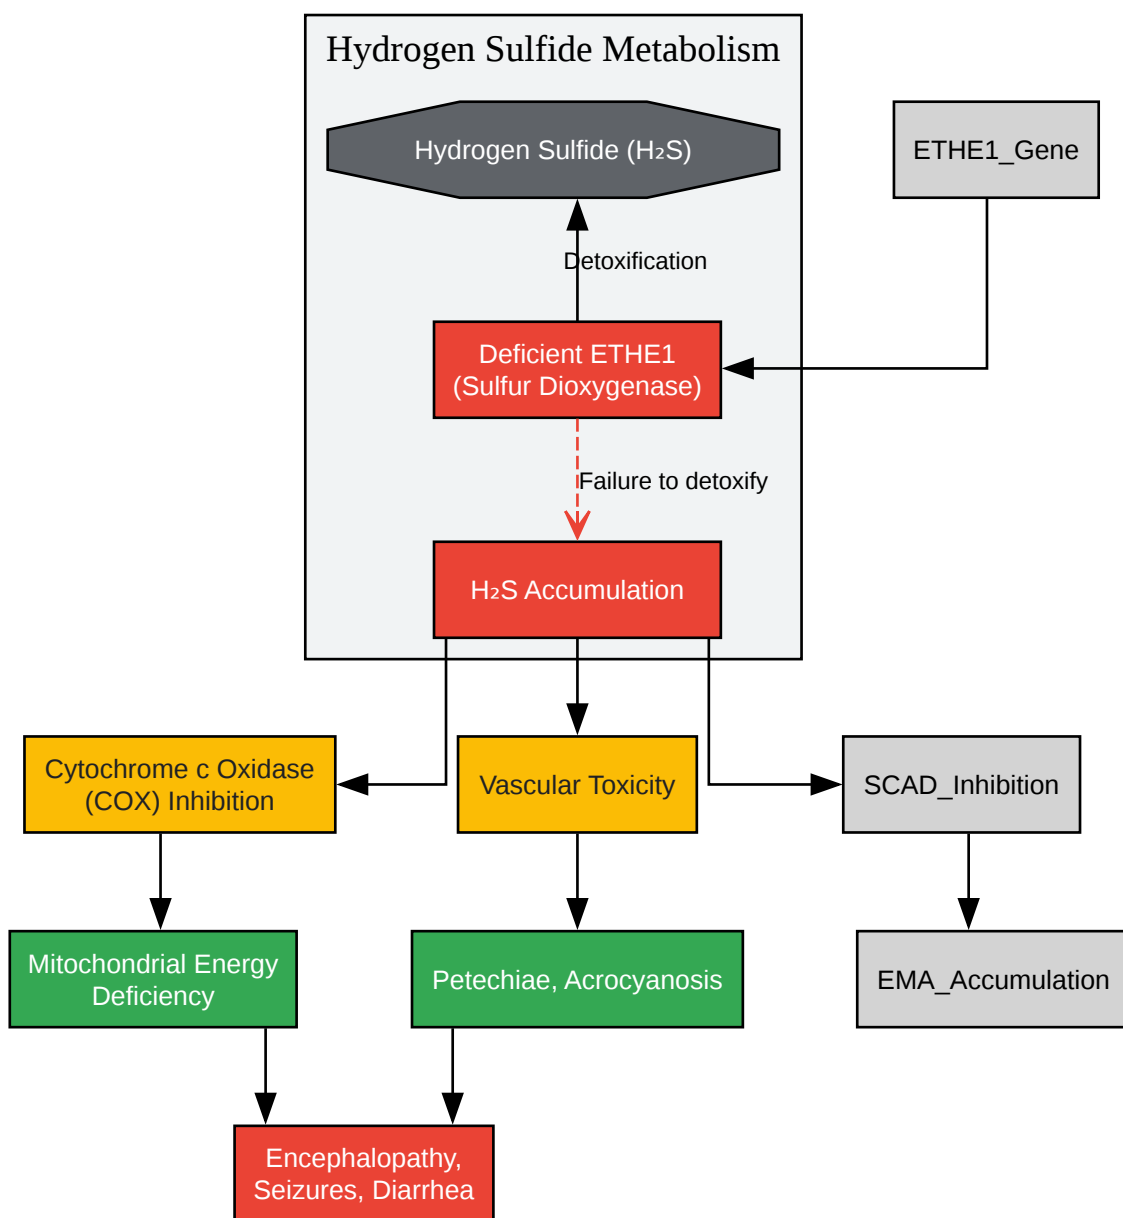 Hydrogen Sulfide Metabolism
Hydrogen Sulfide (H₂S)
ETHE1_Gene
Detoxification
Deficient ETHE1
(Sulfur Dioxygenase)
Failure to detoxify
H₂S Accumulation
Cytochrome c Oxidase
(COX) Inhibition
Vascular Toxicity
SCAD_Inhibition
Mitochondrial Energy
Deficiency
Petechiae, Acrocyanosis
EMA_Accumulation
Encephalopathy,
Seizures, Diarrhea